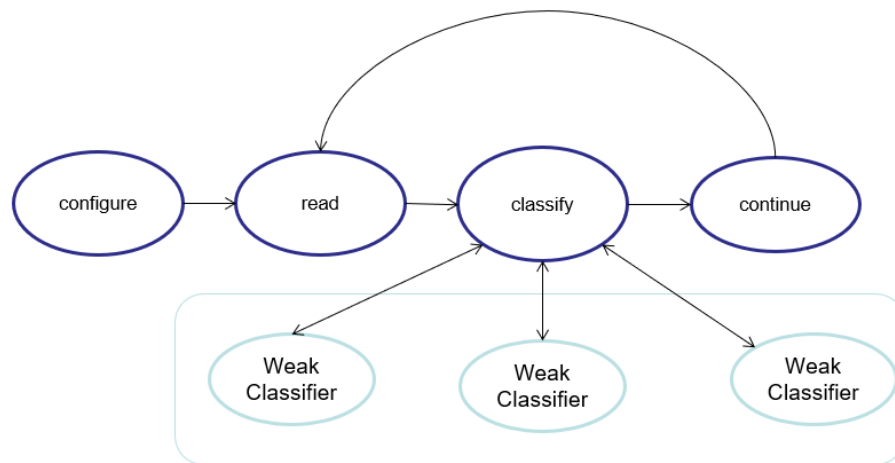 configure
read
classify
continue
Weak
Classifier
Weak
Classifier
Weak
Classifier